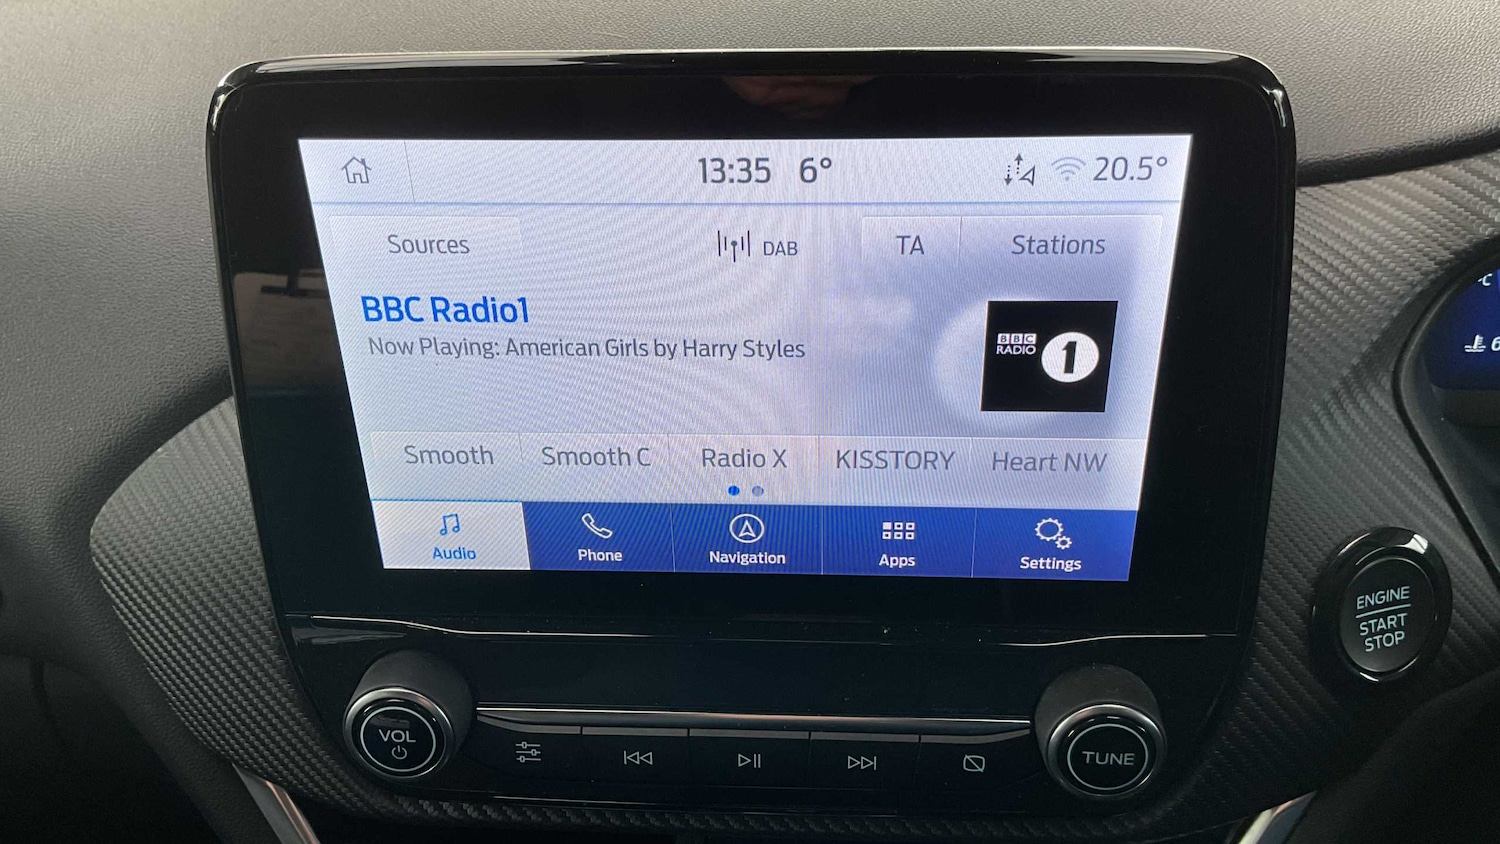 13:35 6° 20.5°
Sources DAB TA Stations
BBC Radio1
Now Playing: American Girls by Harry Styles
BBC
RADIO 1
Smooth Smooth C Radio X KISSTORY Heart NW
Audio Phone Navigation Apps Settings
ENGINE
START
STOP
VOL
TUNE